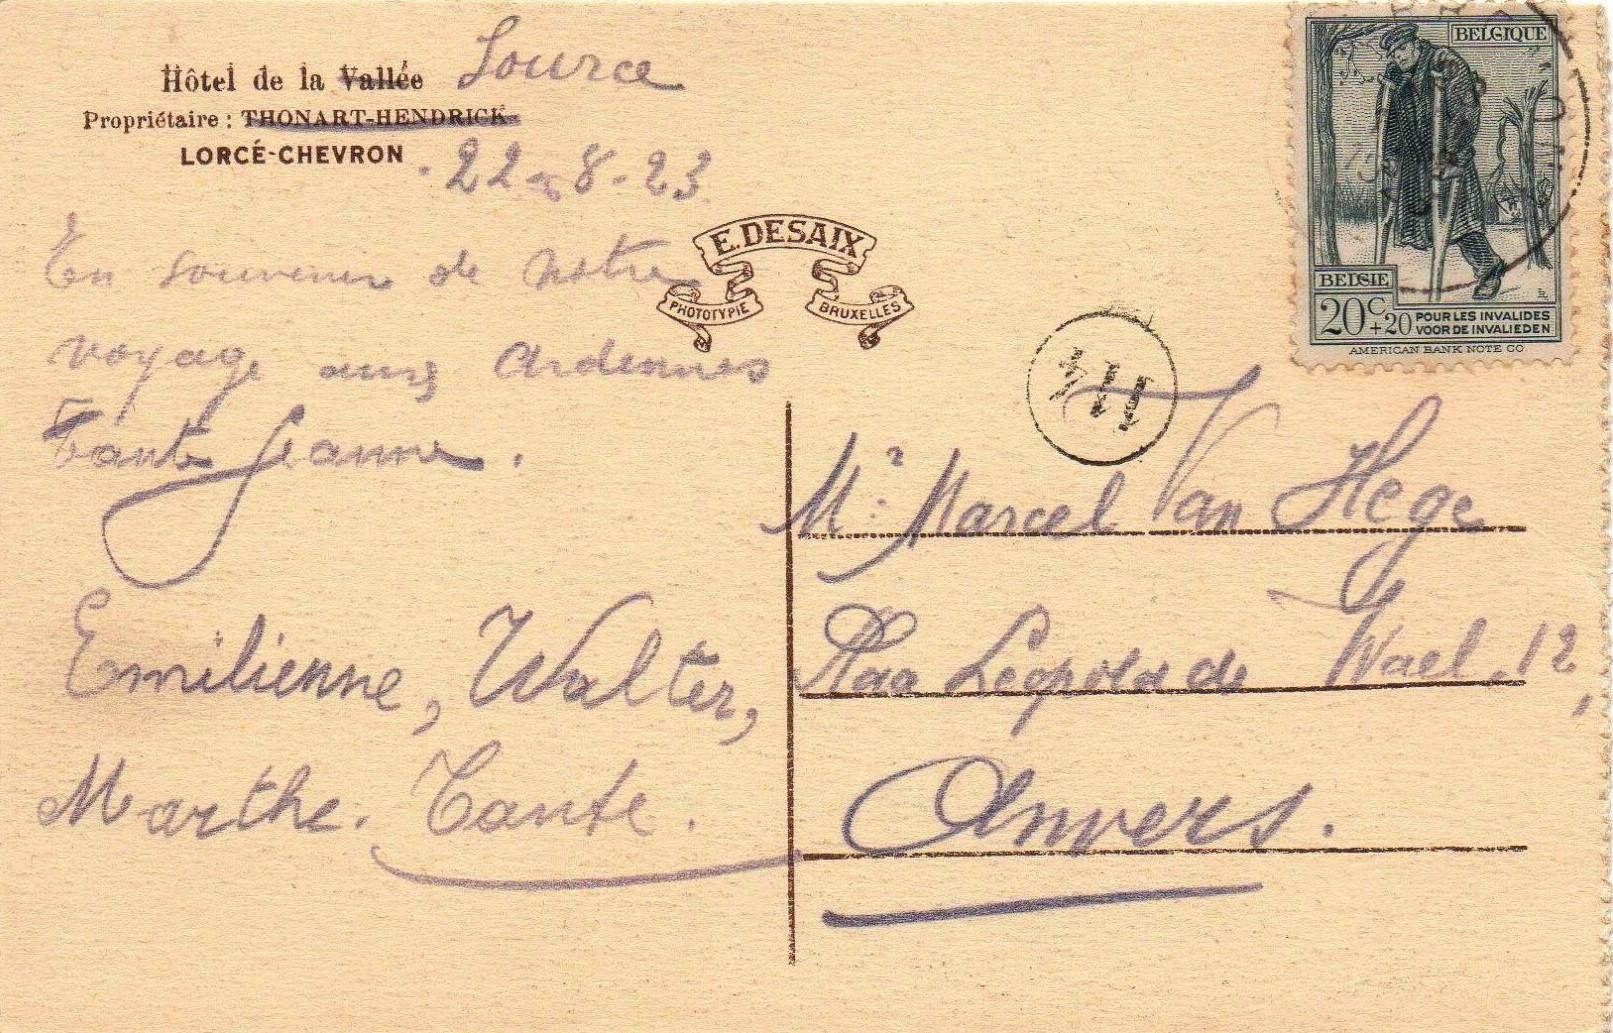 Hôtel de la Vallée Source
Propriétaire : THONART-HENDRICK
LORCÉ-CHEVRON
22-8-23
En souvenir de notre
voyage aux Ardennes
Tante Jeanne.
Emilienne, Walter,
Marthe. Tante.
E. DESAIX
PHOTOTYPIE BRUXELLES
BELGIQUE
BELGIE
20c+20 POUR LES INVALIDES
VOOR DE INVALIEDEN
AMERICAN BANK NOTE CO
Mr Marcel Van Hege
Léopold de Wael, 12,
Anvers.